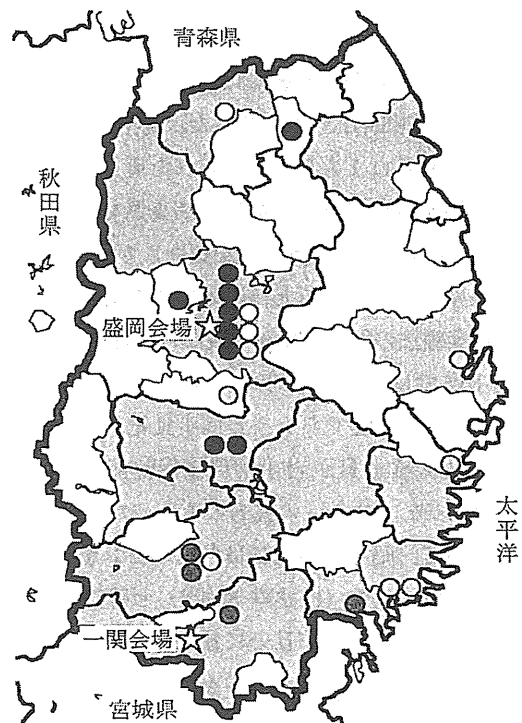 青森県
秋田県
盛岡会場
太平洋
一関会場
宮城県